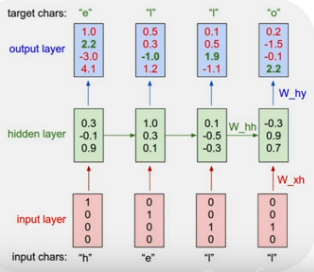 target chars: "e" "l" "l" "o"
output layer
1.0 0.5 0.1 0.2
2.2 0.3 0.5 -1.5
-3.0 -1.0 1.9 -0.1
4.1 1.2 -1.1 2.2
W_hy
hidden layer
0.3 1.0 0.1 -0.3
-0.1 0.3 -0.5 0.9
0.9 0.1 -0.3 0.7
W_hh
W_xh
input layer
1 0 0 0
0 1 0 0
0 0 1 1
0 0 0 0
input chars: "h" "e" "l" "l"